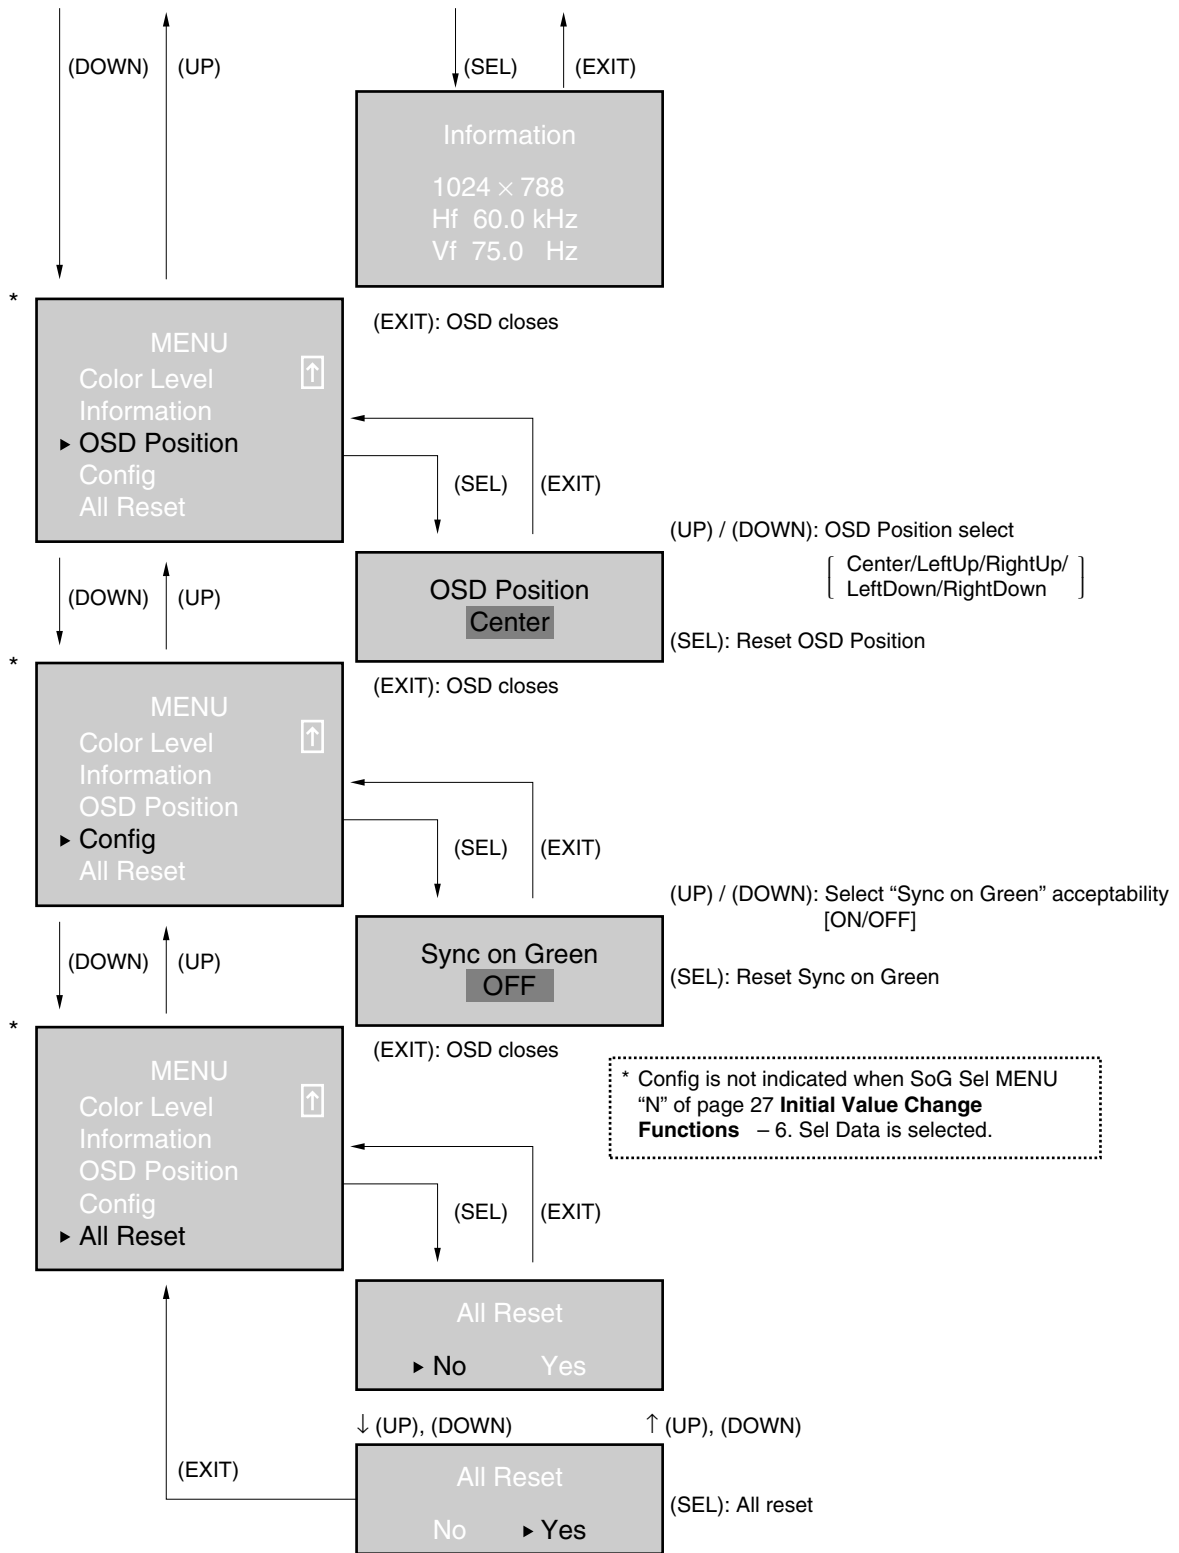 (DOWN) (UP) (SEL) (EXIT)
Information
1024 × 788
Hf 60.0 kHz
Vf 75.0 Hz
(EXIT): OSD closes
*
MENU
Color Level ↑
Information
▸ OSD Position
Config
All Reset
(SEL) (EXIT)
(UP) / (DOWN): OSD Position select
[ Center/LeftUp/RightUp/
LeftDown/RightDown ]
OSD Position
Center
(SEL): Reset OSD Position
(EXIT): OSD closes
(DOWN) (UP)
*
MENU
Color Level ↑
Information
OSD Position
▸ Config
All Reset
(SEL) (EXIT)
(UP) / (DOWN): Select “Sync on Green” acceptability
[ON/OFF]
Sync on Green
OFF
(SEL): Reset Sync on Green
(EXIT): OSD closes
(DOWN) (UP)
*
MENU
Color Level ↑
Information
OSD Position
Config
▸ All Reset
* Config is not indicated when SoG Sel MENU
“N” of page 27 Initial Value Change
Functions – 6. Sel Data is selected.
(SEL) (EXIT)
All Reset
▸ No Yes
↓ (UP), (DOWN) ↑ (UP), (DOWN)
(EXIT)
All Reset
No ▸ Yes
(SEL): All reset